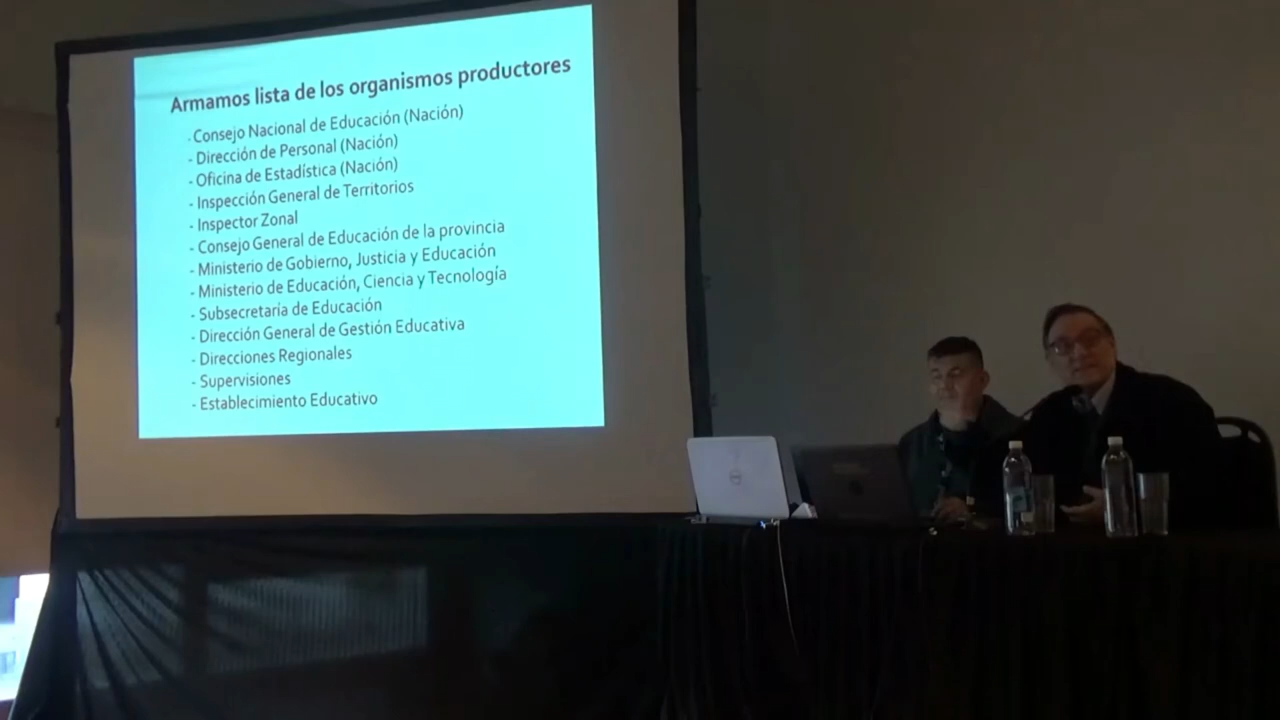 Armamos lista de los organismos productores
- Consejo Nacional de Educación (Nación)
- Dirección de Personal (Nación)
- Oficina de Estadística (Nación)
- Inspección General de Territorios
- Inspector Zonal
- Consejo General de Educación de la provincia
- Ministerio de Gobierno, Justicia y Educación
- Ministerio de Educación, Ciencia y Tecnología
- Subsecretaría de Educación
- Dirección General de Gestión Educativa
- Direcciones Regionales
- Supervisiones
- Establecimiento Educativo